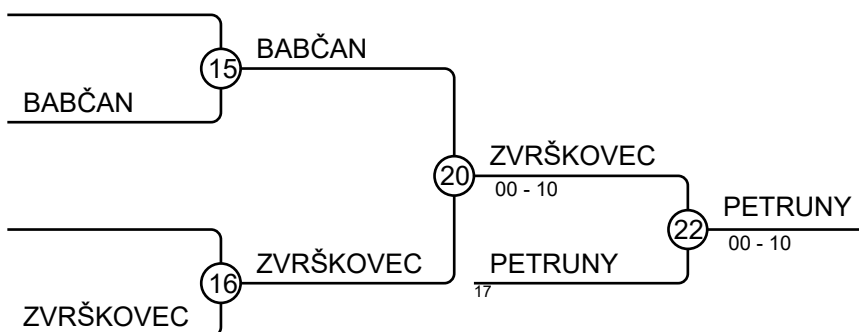 BABČAN
15
BABČAN
20
ZVRŠKOVEC
00 - 10
22
PETRUNY
00 - 10
16
ZVRŠKOVEC
PETRUNY
17
ZVRŠKOVEC